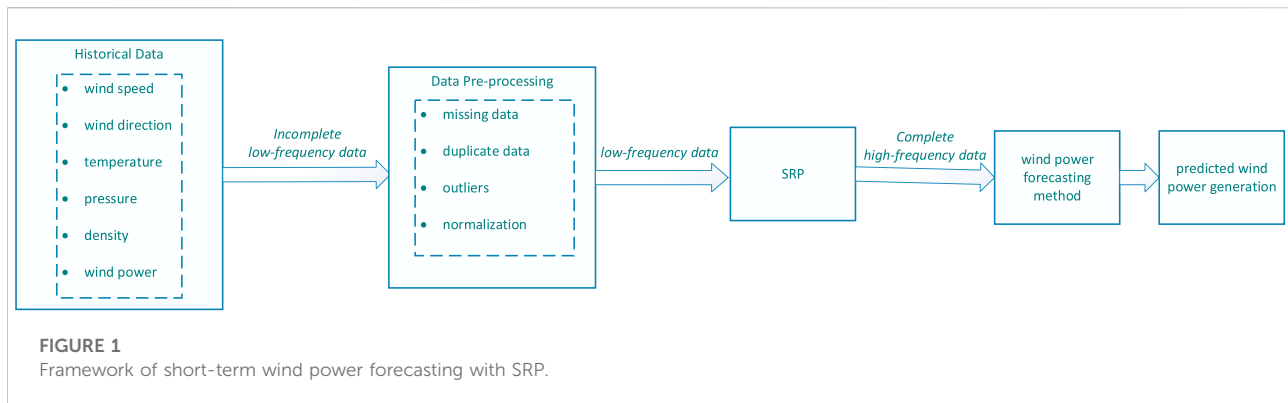 Historical Data
• wind speed
• wind direction
• temperature
• pressure
• density
• wind power
Incomplete
low-frequency data
Data Pre-processing
• missing data
• duplicate data
• outliers
• normalization
low-frequency data
SRP
Complete
high-frequency data
wind power
forecasting
method
predicted wind
power generation
FIGURE 1
Framework of short-term wind power forecasting with SRP.